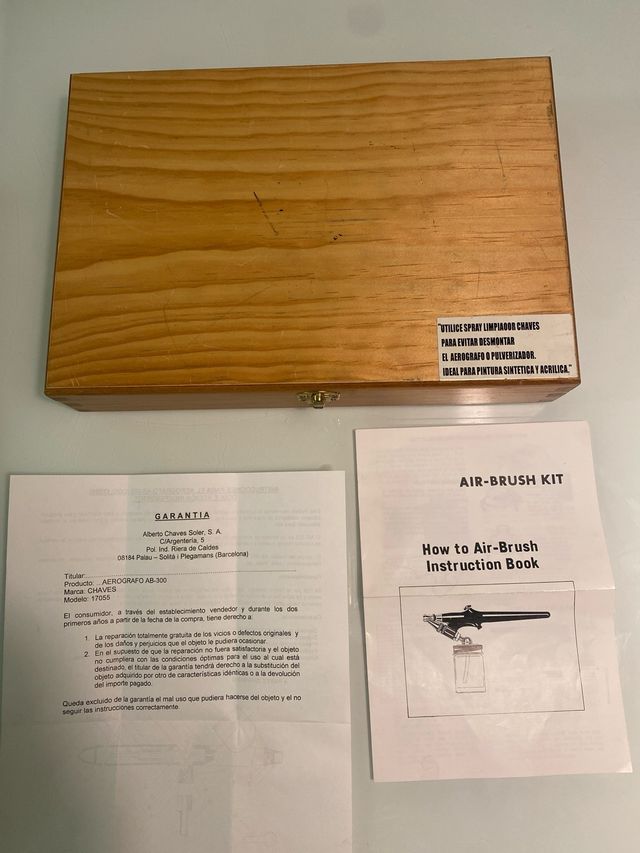 "UTILICE SPRAY LIMPIAOOR CHAVES
PARA EVITAR DESMONTAR
EL AEROGRAFO O PULVERIZADOR.
IDEAL PARA PINTURA SINTETICA Y ACRILICA."
GARANTIA
Alberto Chaves Soler, S. A.
C/Argenteria, 5
Pol. Ind. Riera de Caldes
08184 Palau – Solità i Plegamans (Barcelona)
Titular:
Producto: ...AEROGRAFO AB-300
Marca: CHAVES
Modelo: 17055
El consumidor, a través del establecimiento vendedor y durante los dos
primeros años a partir de la fecha de la compra, tiene derecho a:
1. La reparación totalmente gratuita de los vicios o defectos originales y
de los daños y perjuicios que el objeto le pudiera ocasionar.
2. En el supuesto de que la reparación no fuera satisfactoria y el objeto
no cumpliera con las condiciones óptimas para el uso al cual está
destinado, el titular de la garantía tendrá derecho a la substitución del
objeto adquirido por otro de características idénticas o a la devolución
del importe pagado.
Queda excluido de la garantía el mal uso que pudiera hacerse del objeto y el no
seguir las instrucciones correctamente.
AIR-BRUSH KIT
How to Air-Brush
Instruction Book